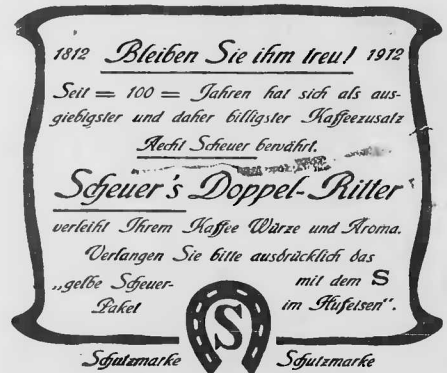 1812 Bleiben Sie ihm treu! 1912
Seit = 100 = Jahren hat sich als aus-
giebigster und daher billigster Kaffeezusatz
Aecht Scheuer bewährt.
Scheuer's Doppel-Ritter
verleiht Ihrem Kaffee Würze und Aroma.
Verlangen Sie bitte ausdrücklich das
„gelbe Scheuer-Paket mit dem S
im Hufeisen“.
S
Schutzmarke Schutzmarke